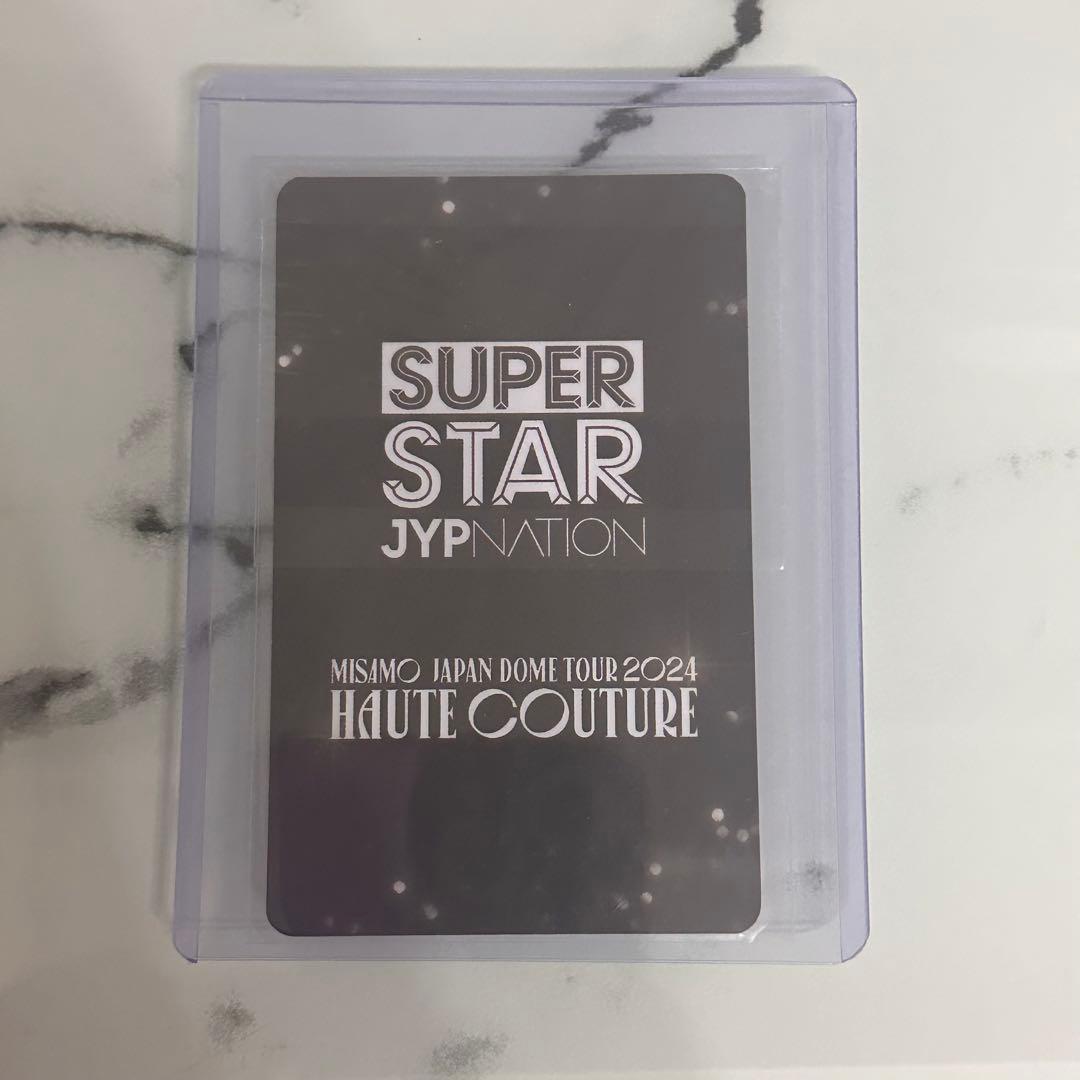 SUPER
STAR
JYPNATION
MISAMO JAPAN DOME TOUR 2024
HAUTE COUTURE